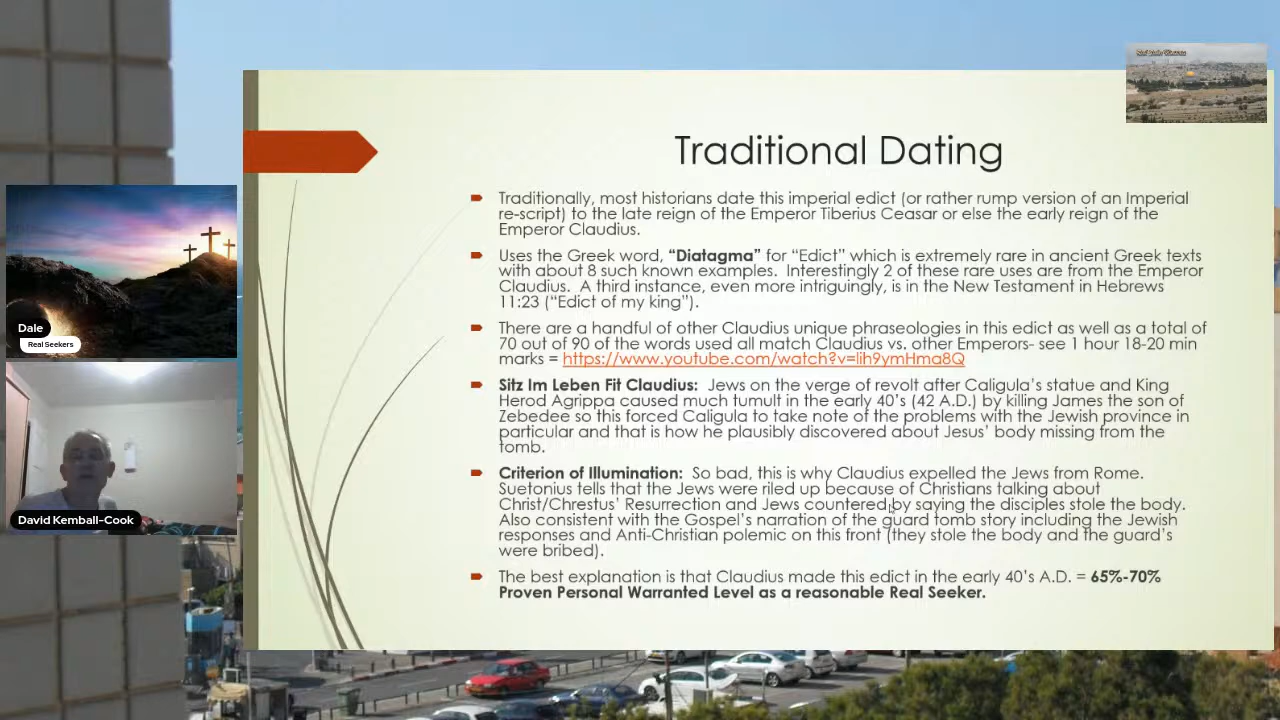 Traditional Dating
Traditionally, most historians date this imperial edict (or rather rump version of an Imperial
re-script) to the late reign of the Emperor Tiberius Ceasar or else the early reign of the
Emperor Claudius.
Uses the Greek word, “Diatagma” for “Edict” which is extremely rare in ancient Greek texts
with about 8 such known examples. Interestingly 2 of these rare uses are from the Emperor
Claudius. A third instance, even more intriguingly, is in the New Testament in Hebrews
11:23 (“Edict of my king”).
There are a handful of other Claudius unique phraseologies in this edict as well as a total of
70 out of 90 of the words used all match Claudius vs. other Emperors- see 1 hour 18-20 min
marks = https://www.youtube.com/watch?v=lih9ymHma8Q
Sitz Im Leben Fit Claudius: Jews on the verge of revolt after Caligula’s statue and King
Herod Agrippa caused much tumult in the early 40’s (42 A.D.) by killing James the son of
Zebedee so this forced Caligula to take note of the problems with the Jewish province in
particular and that is how he plausibly discovered about Jesus’ body missing from the
tomb.
Criterion of Illumination: So bad, this is why Claudius expelled the Jews from Rome.
Suetonius tells that the Jews were riled up because of Christians talking about
Christ/Chrestus’ Resurrection and Jews countered by saying the disciples stole the body.
Also consistent with the Gospel’s narration of the guard tomb story including the Jewish
responses and Anti-Christian polemic on this front (they stole the body and the guard’s
were bribed).
The best explanation is that Claudius made this edict in the early 40’s A.D. = 65%-70%
Proven Personal Warranted Level as a reasonable Real Seeker.
Dale
Real Seekers
David Kemball-Cook